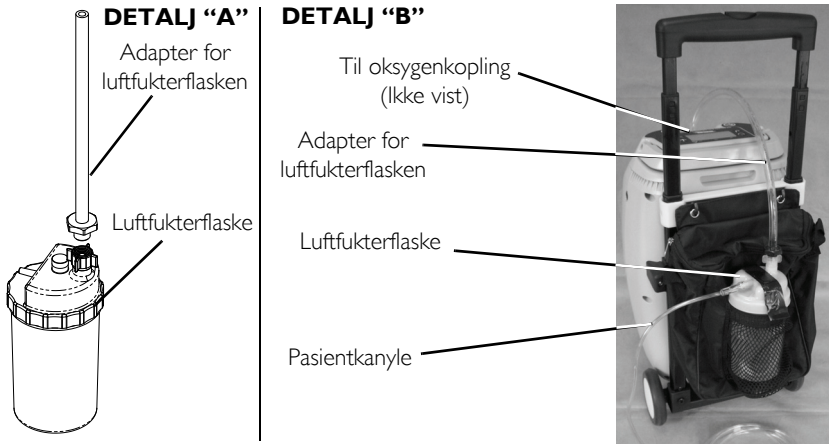 DETALJ “A”
Adapter for
luftfukterflasken
Luftfukterflaske
DETALJ “B”
Til oksygenkopling
(Ikke vist)
Adapter for
luftfukterflasken
Luftfukterflaske
Pasientkanyle